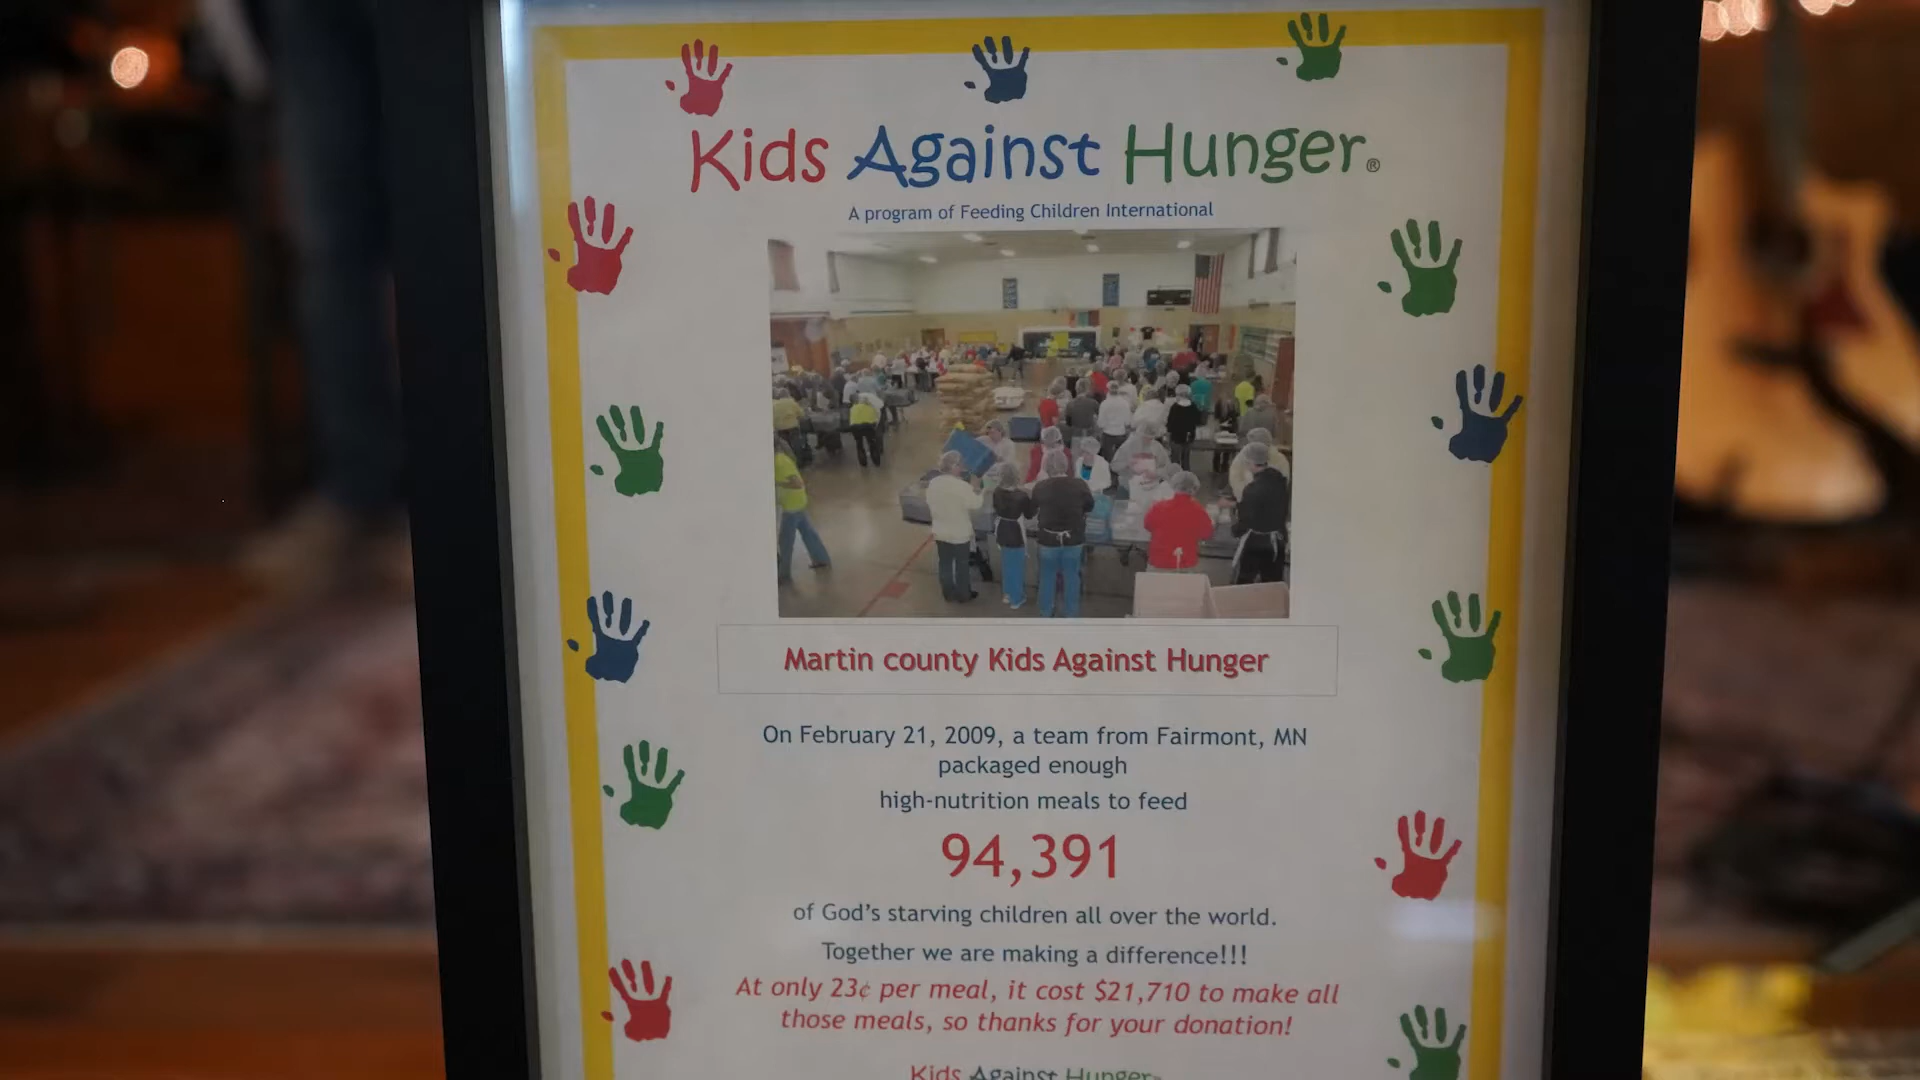 Kids Against Hunger®
A program of Feeding Children International
Martin county Kids Against Hunger
On February 21, 2009, a team from Fairmont, MN
packaged enough
high-nutrition meals to feed
94,391
of God's starving children all over the world.
Together we are making a difference!!!
At only 23¢ per meal, it cost $21,710 to make all
those meals, so thanks for your donation!
Kids Against Hunger™